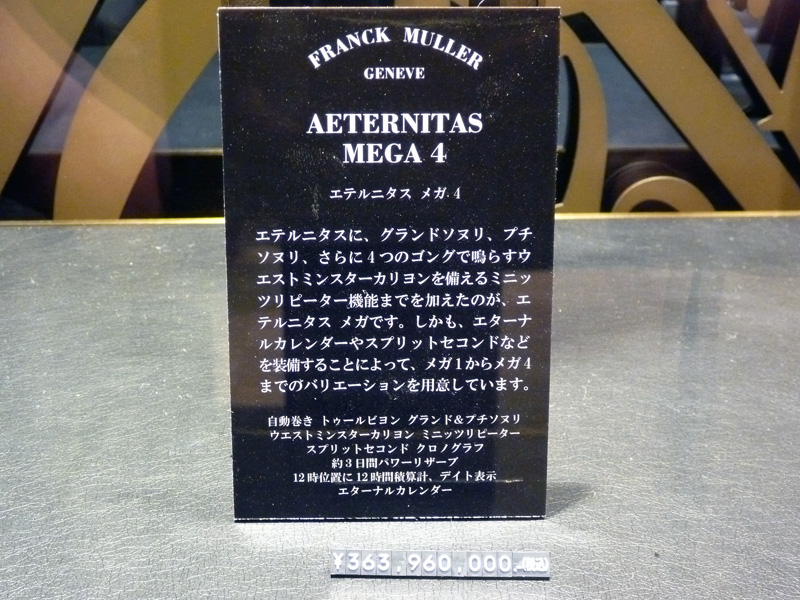 FRANCK MULLER
GENEVE
AETERNITAS
MEGA 4
エテルニタス メガ 4
エテルニタスに、グランドソヌリ、プチ
ソヌリ、さらに4つのゴングで鳴らすウ
エストミンスターカリヨンを備えるミニッ
ツリピーター機能までを加えたのが、エ
テルニタス メガです。しかも、エターナ
ルカレンダーやスプリットセコンドなど
を装備することによって、メガ1からメガ4
までのバリエーションを用意しています。
自動巻き トゥールビヨン グランド&プチソヌリ
ウエストミンスターカリヨン ミニッツリピーター
スプリットセコンド クロノグラフ
約3日間パワーリザーブ
12時位置に12時間積算計、デイト表示
エターナルカレンダー
¥363,960,000.-(税込)